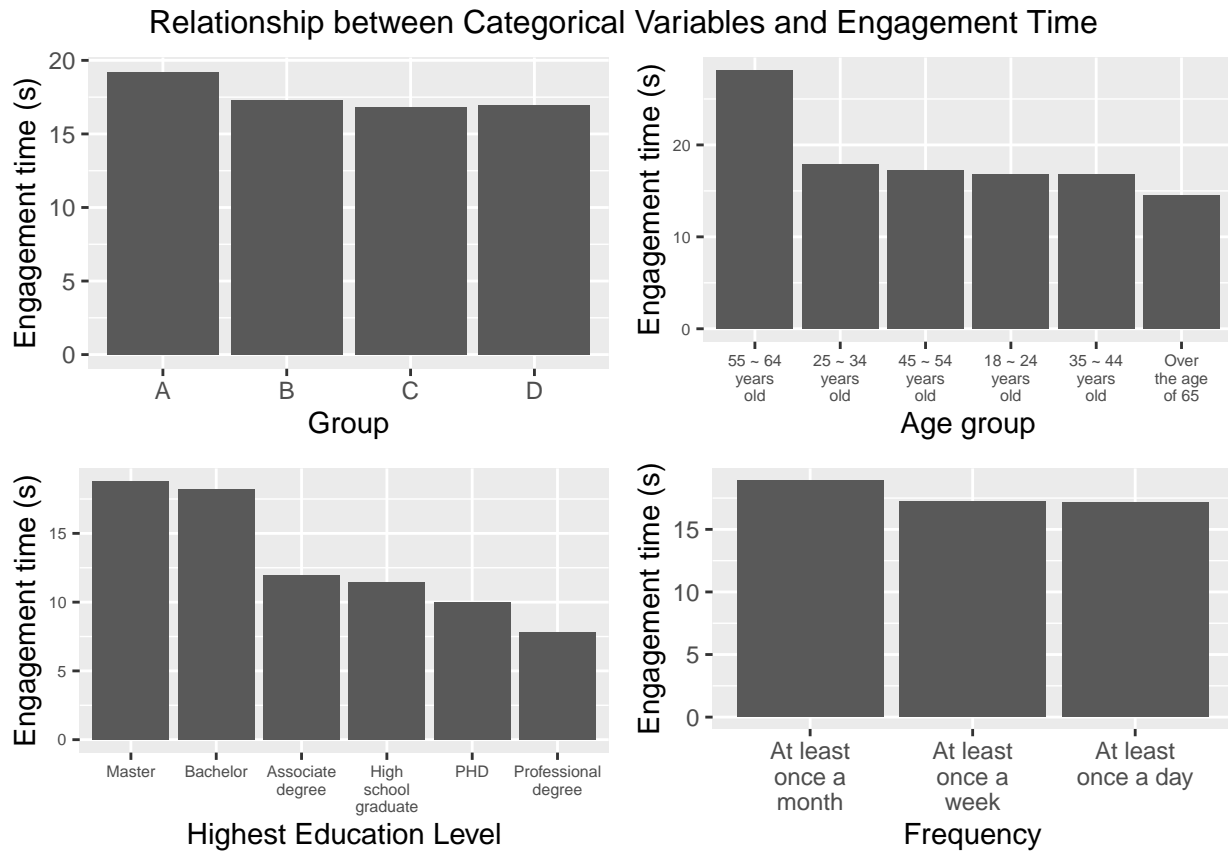 Relationship between Categorical Variables and Engagement Time
Engagement time (s)
20
15
10
5
0
A B C D
Group
Engagement time (s)
20
10
0
55 ~ 64 years old
25 ~ 34 years old
45 ~ 54 years old
18 ~ 24 years old
35 ~ 44 years old
Over the age of 65
Age group
Engagement time (s)
15
10
5
0
Master
Bachelor
Associate degree
High school graduate
PHD
Professional degree
Highest Education Level
Engagement time (s)
15
10
5
0
At least once a month
At least once a week
At least once a day
Frequency